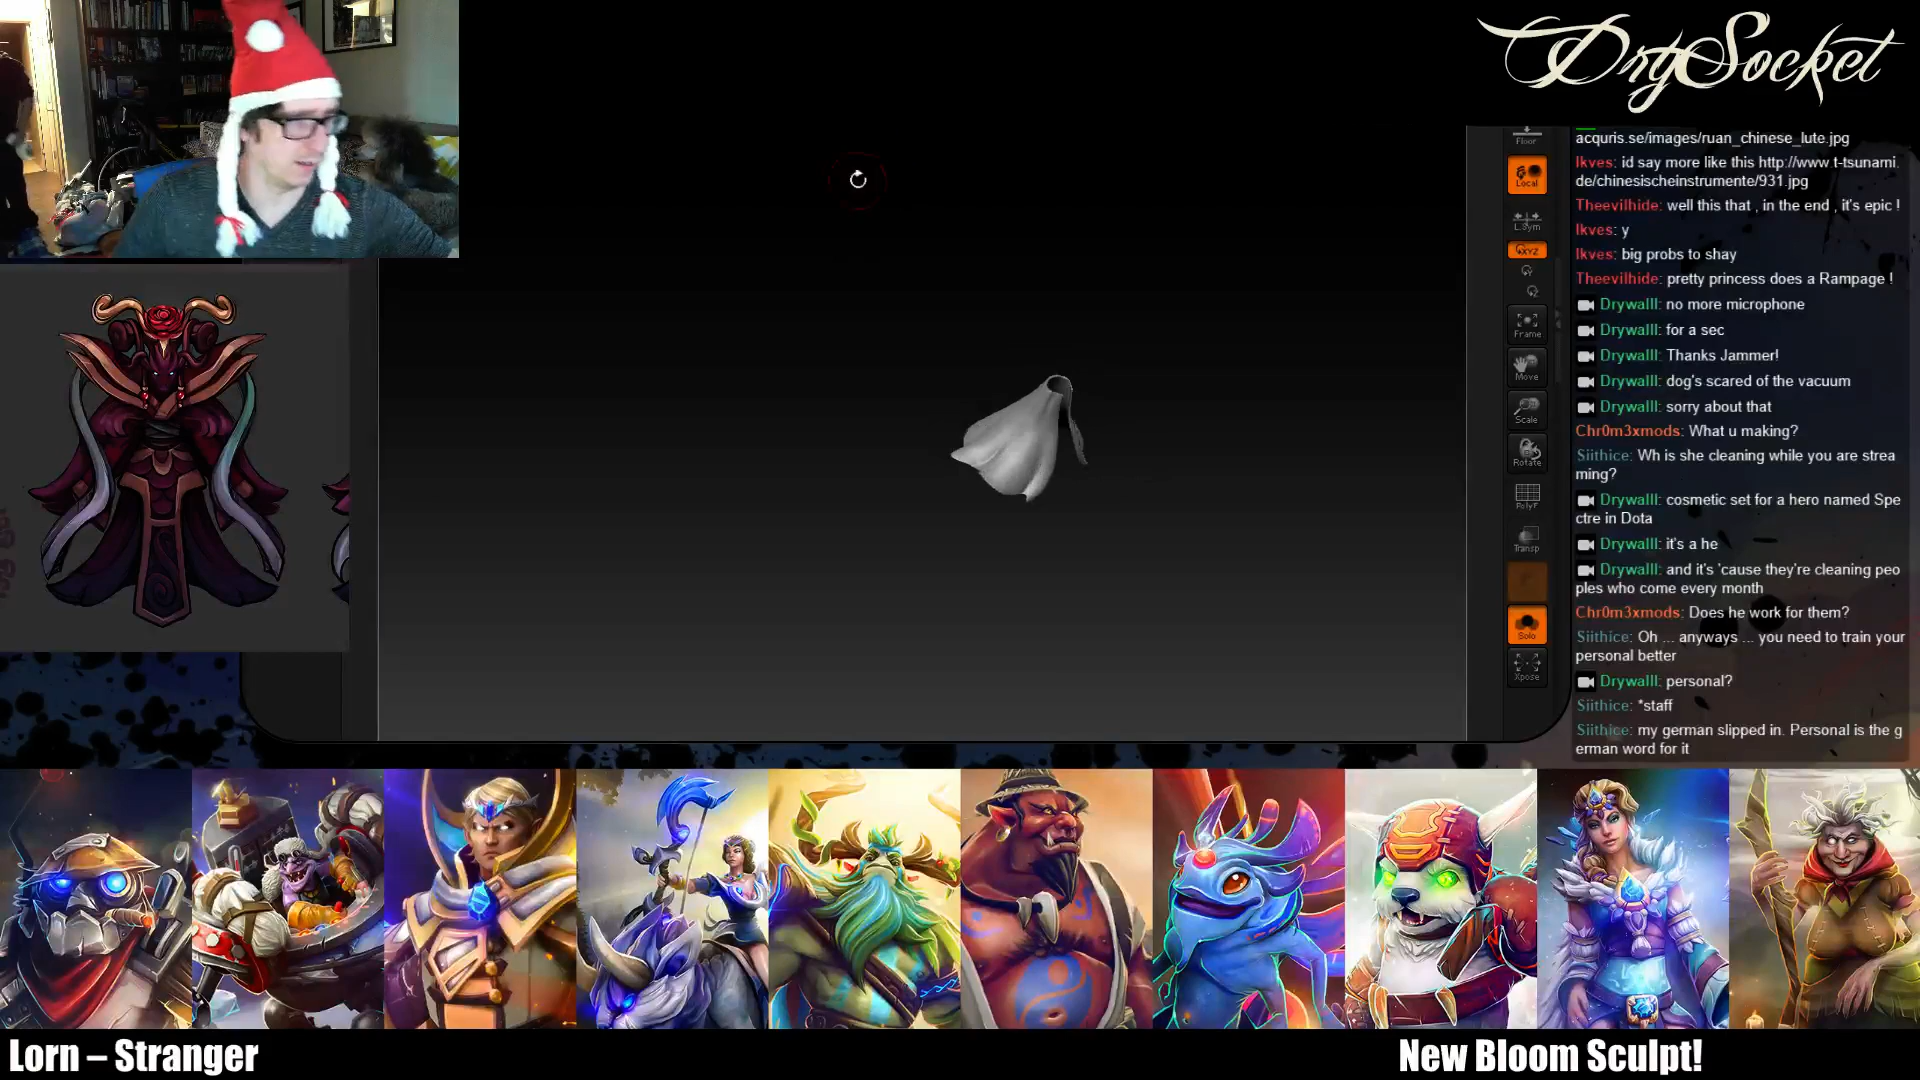 DrySocket
acquris.se/images/ruan_chinese_lute.jpg
Ikves: id say more like this http://www.t-tsunami.
de/chinesischeinstrumente/931.jpg
Theevilhide: well this that , in the end , it's epic !
Ikves: y
Ikves: big probs to shay
Theevilhide: pretty princess does a Rampage !
Drywalll: no more microphone
Drywalll: for a sec
Drywalll: Thanks Jammer!
Drywalll: dog's scared of the vacuum
Drywalll: sorry about that
Chr0m3xmods: What u making?
Siithice: Wh is she cleaning while you are strea
ming?
Drywalll: cosmetic set for a hero named Spe
ctre in Dota
Drywalll: it's a he
Drywalll: and it's 'cause they're cleaning peo
ples who come every month
Chr0m3xmods: Does he work for them?
Siithice: Oh ... anyways ... you need to train your
personal better
Drywalll: personal?
Siithice: *staff
Siithice: my german slipped in. Personal is the g
erman word for it
Floor
Local
L.Sym
XYZ
Frame
Move
Scale
Rotate
PolyF
Transp
Solo
Xpose
Lorn – Stranger
New Bloom Sculpt!